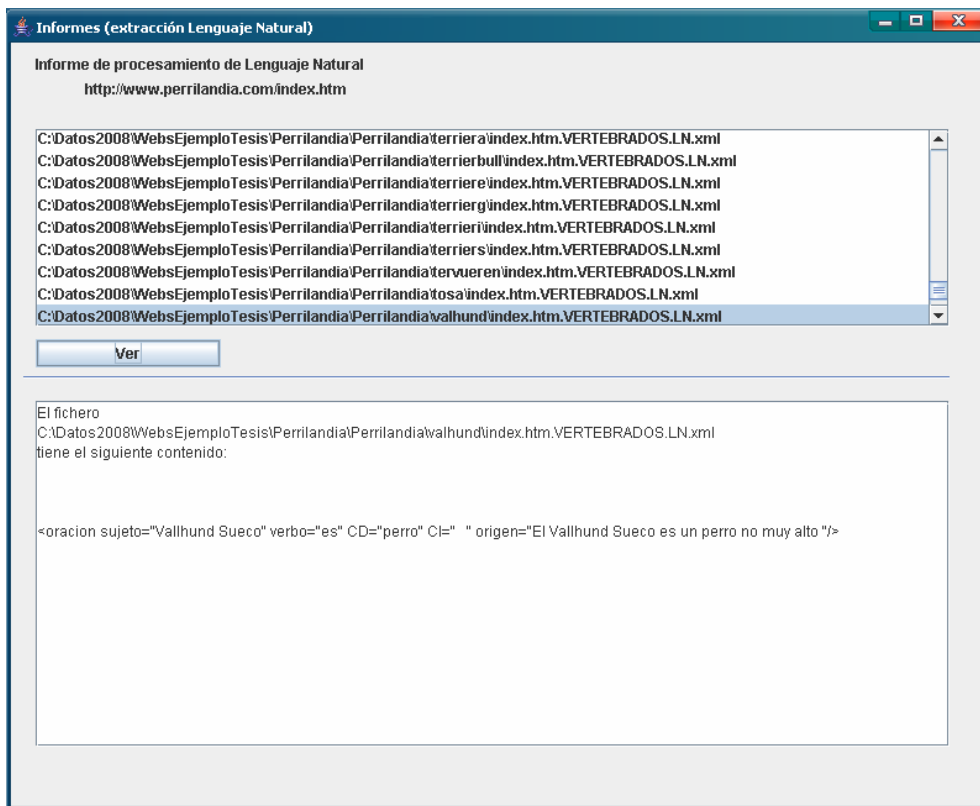 Informes (extracción Lenguaje Natural)
Informe de procesamiento de Lenguaje Natural
http://www.perrilandia.com/index.htm
C:\Datos2008\WebsEjemploTesis\Perrilandia\Perrilandia\terriera\index.htm.VERTEBRADOS.LN.xml
C:\Datos2008\WebsEjemploTesis\Perrilandia\Perrilandia\terrierbull\index.htm.VERTEBRADOS.LN.xml
C:\Datos2008\WebsEjemploTesis\Perrilandia\Perrilandia\terriere\index.htm.VERTEBRADOS.LN.xml
C:\Datos2008\WebsEjemploTesis\Perrilandia\Perrilandia\terrierg\index.htm.VERTEBRADOS.LN.xml
C:\Datos2008\WebsEjemploTesis\Perrilandia\Perrilandia\terrieri\index.htm.VERTEBRADOS.LN.xml
C:\Datos2008\WebsEjemploTesis\Perrilandia\Perrilandia\terriers\index.htm.VERTEBRADOS.LN.xml
C:\Datos2008\WebsEjemploTesis\Perrilandia\Perrilandia\tervueren\index.htm.VERTEBRADOS.LN.xml
C:\Datos2008\WebsEjemploTesis\Perrilandia\Perrilandia\tosa\index.htm.VERTEBRADOS.LN.xml
C:\Datos2008\WebsEjemploTesis\Perrilandia\Perrilandia\valhund\index.htm.VERTEBRADOS.LN.xml
Ver
El fichero
C:\Datos2008\WebsEjemploTesis\Perrilandia\Perrilandia\valhund\index.htm.VERTEBRADOS.LN.xml
tiene el siguiente contenido:
<oracion sujeto="Vallhund Sueco" verbo="es" CD="perro" CI="   " origen="El Vallhund Sueco es un perro no muy alto "/>